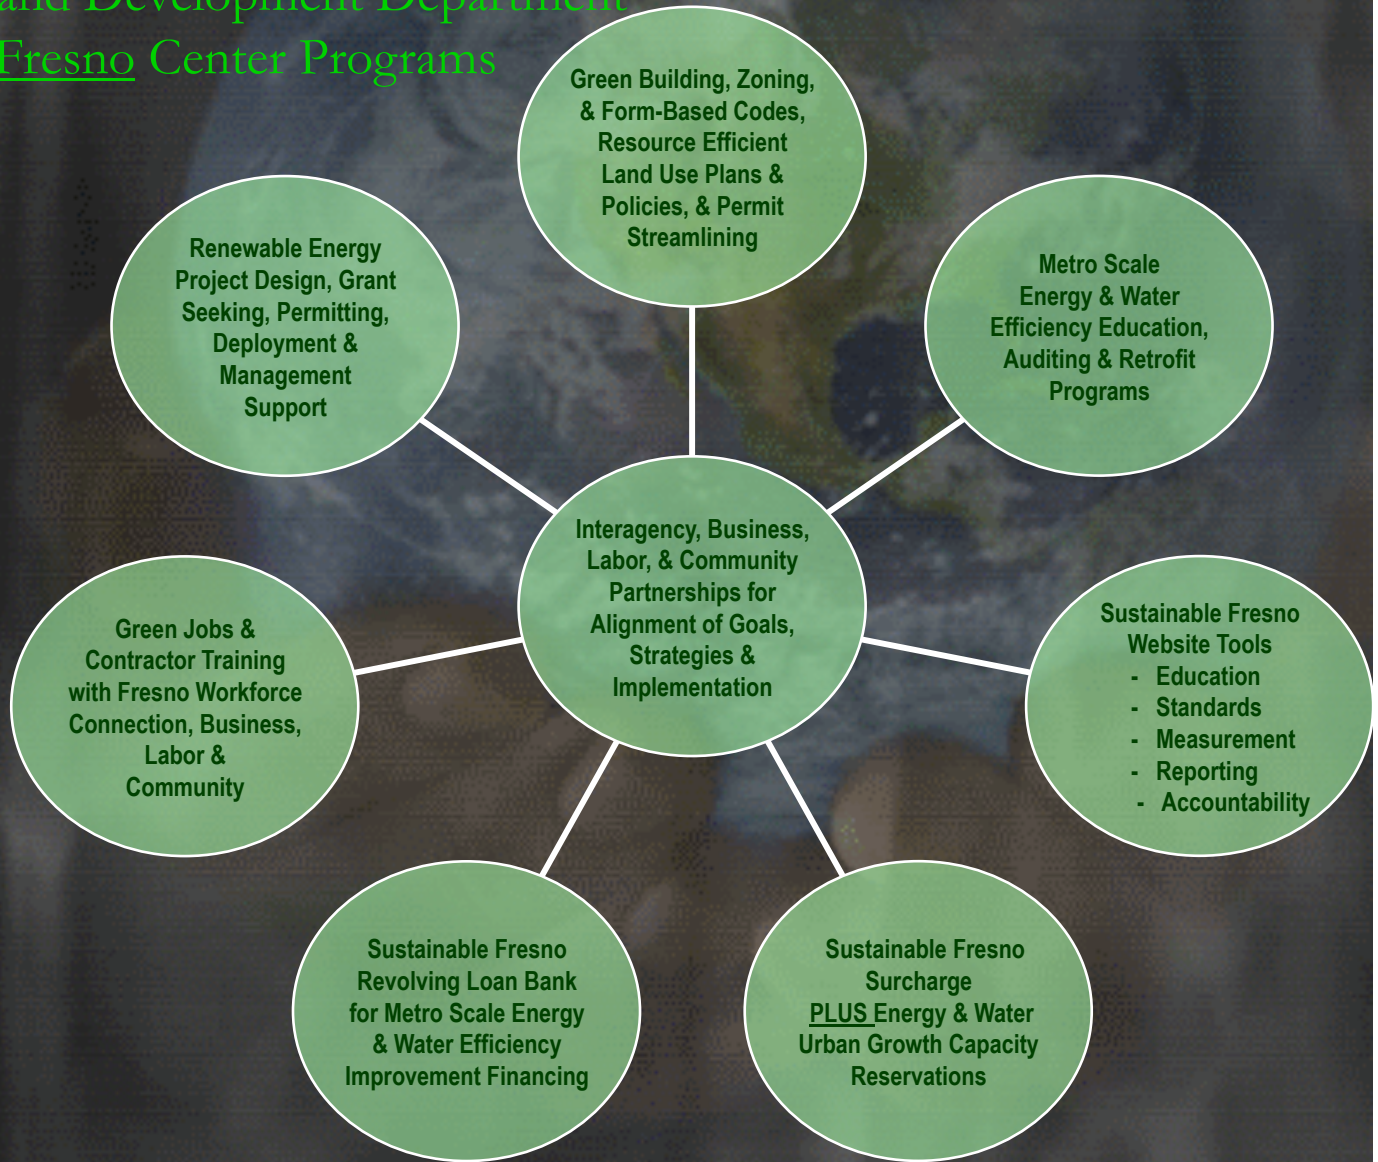 and Development Department
Fresno Center Programs
Green Building, Zoning,
& Form-Based Codes,
Resource Efficient
Land Use Plans &
Policies, & Permit
Streamlining
Renewable Energy
Project Design, Grant
Seeking, Permitting,
Deployment &
Management
Support
Metro Scale
Energy & Water
Efficiency Education,
Auditing & Retrofit
Programs
Interagency, Business,
Labor, & Community
Partnerships for
Alignment of Goals,
Strategies &
Implementation
Green Jobs &
Contractor Training
with Fresno Workforce
Connection, Business,
Labor &
Community
Sustainable Fresno
Website Tools
- Education
- Standards
- Measurement
- Reporting
- Accountability
Sustainable Fresno
Revolving Loan Bank
for Metro Scale Energy
& Water Efficiency
Improvement Financing
Sustainable Fresno
Surcharge
PLUS Energy & Water
Urban Growth Capacity
Reservations